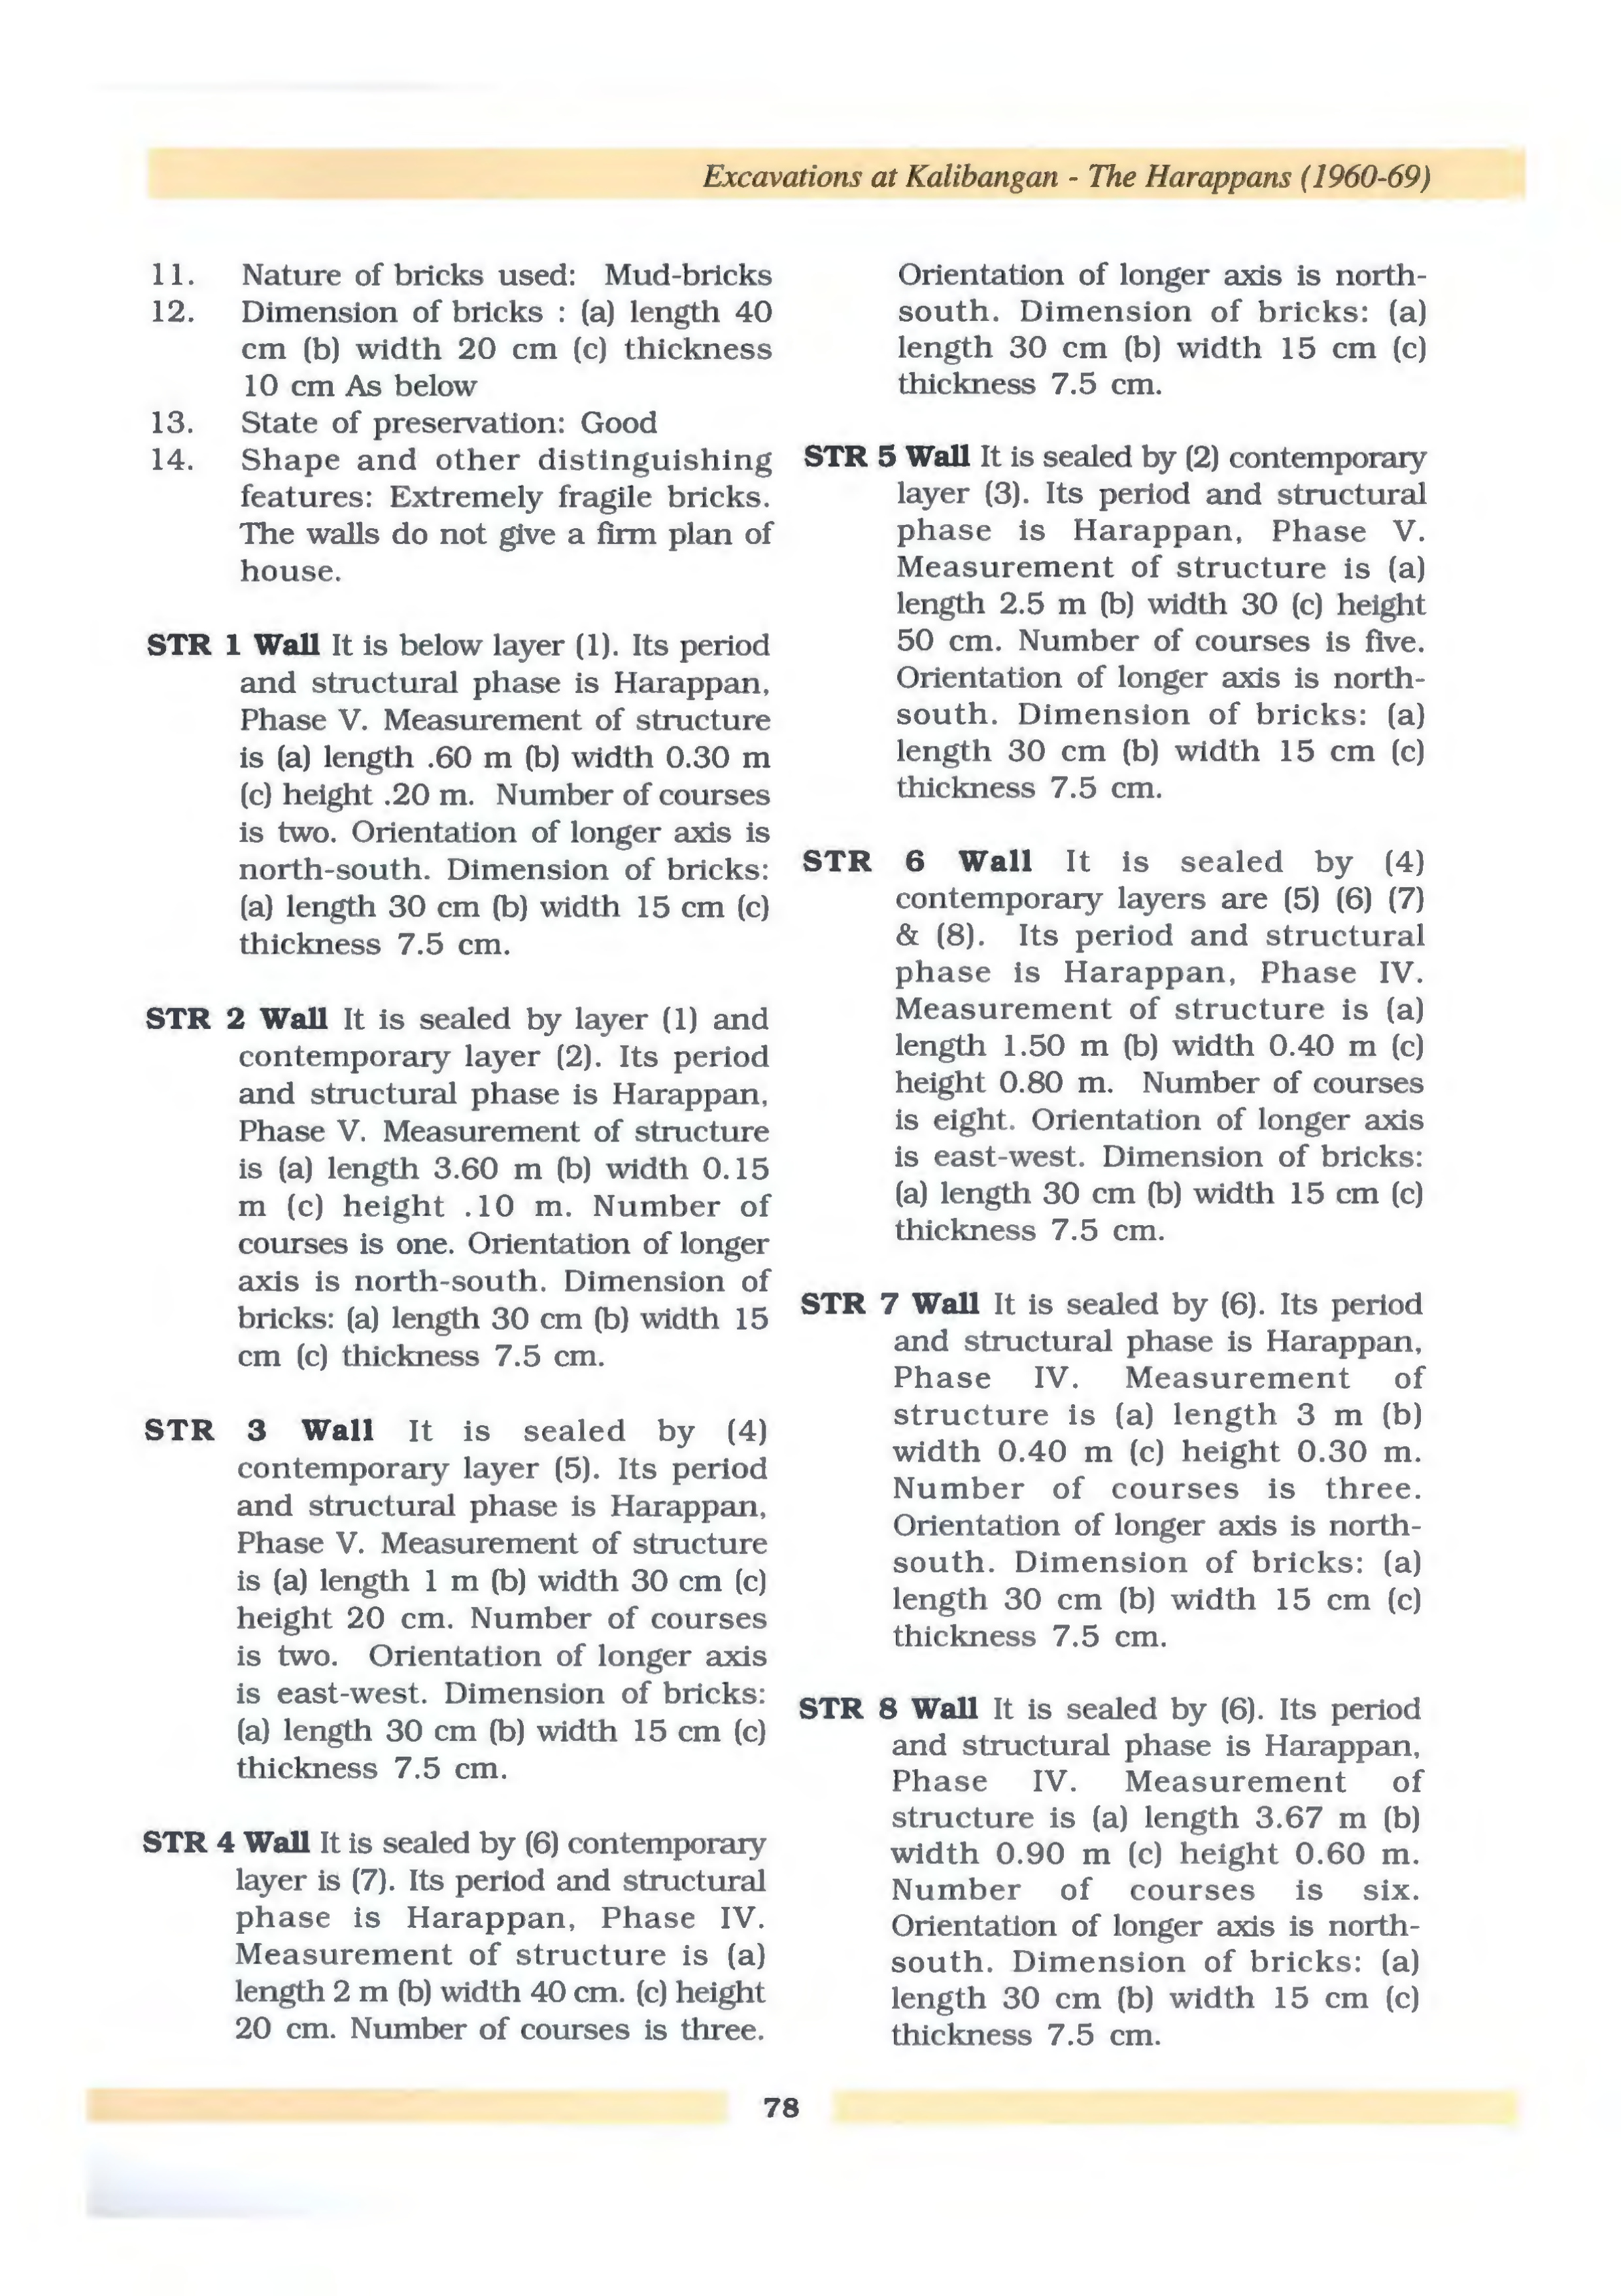 Excavations at Kalibangan - The Harappans (1960-69)
11. Nature of bricks used: Mud-bricks
12. Dimension of bricks : (a) length 40
cm (b) width 20 cm (c) thickness
10 cm As below
13. State of preservation: Good
14. Shape and other distinguishing
features: Extremely fragile bricks.
The walls do not give a firm plan of
house.
STR 1 Wall It is below layer (1). Its period
and structural phase is Harappan,
Phase V. Measurement of structure
is (a) length .60 m (b) width 0.30 m
(c) height .20 m. Number of courses
is two. Orientation of longer axis is
north-south. Dimension of bricks:
(a) length 30 cm (b) width 15 cm (c)
thickness 7.5 cm.
STR 2 Wall It is sealed by layer (1) and
contemporary layer (2). Its period
and structural phase is Harappan,
Phase V. Measurement of structure
is (a) length 3.60 m (b) width 0.15
m (c) height .10 m. Number of
courses is one. Orientation of longer
axis is north-south. Dimension of
bricks: (a) length 30 cm (b) width 15
cm (c) thickness 7.5 cm.
STR 3 Wall It is sealed by (4)
contemporary layer (5). Its period
and structural phase is Harappan,
Phase V. Measurement of structure
is (a) length 1 m (b) width 30 cm (c)
height 20 cm. Number of courses
is two. Orientation of longer axis
is east-west. Dimension of bricks:
(a) length 30 cm (b) width 15 cm (c)
thickness 7.5 cm.
STR 4 Wall It is sealed by (6) contemporary
layer is (7). Its period and structural
phase is Harappan, Phase IV.
Measurement of structure is (a)
length 2 m (b) width 40 cm. (c) height
20 cm. Number of courses is three.
Orientation of longer axis is north-
south. Dimension of bricks: (a)
length 30 cm (b) width 15 cm (c)
thickness 7.5 cm.
STR 5 Wall It is sealed by (2) contemporary
layer (3). Its period and structural
phase is Harappan, Phase V.
Measurement of structure is (a)
length 2.5 m (b) width 30 (c) height
50 cm. Number of courses is five.
Orientation of longer axis is north-
south. Dimension of bricks: (a)
length 30 cm (b) width 15 cm (c)
thickness 7.5 cm.
STR 6 Wall It is sealed by (4)
contemporary layers are (5) (6) (7)
& (8). Its period and structural
phase is Harappan, Phase IV.
Measurement of structure is (a)
length 1.50 m (b) width 0.40 m (c)
height 0.80 m. Number of courses
is eight. Orientation of longer axis
is east-west. Dimension of bricks:
(a) length 30 cm (b) width 15 cm (c)
thickness 7.5 cm.
STR 7 Wall It is sealed by (6). Its period
and structural phase is Harappan,
Phase IV. Measurement of
structure is (a) length 3 m (b)
width 0.40 m (c) height 0.30 m.
Number of courses is three.
Orientation of longer axis is north-
south. Dimension of bricks: (a)
length 30 cm (b) width 15 cm (c)
thickness 7.5 cm.
STR 8 Wall It is sealed by (6). Its period
and structural phase is Harappan,
Phase IV. Measurement of
structure is (a) length 3.67 m (b)
width 0.90 m (c) height 0.60 m.
Number of courses is six.
Orientation of longer axis is north-
south. Dimension of bricks: (a)
length 30 cm (b) width 15 cm (c)
thickness 7.5 cm.
78